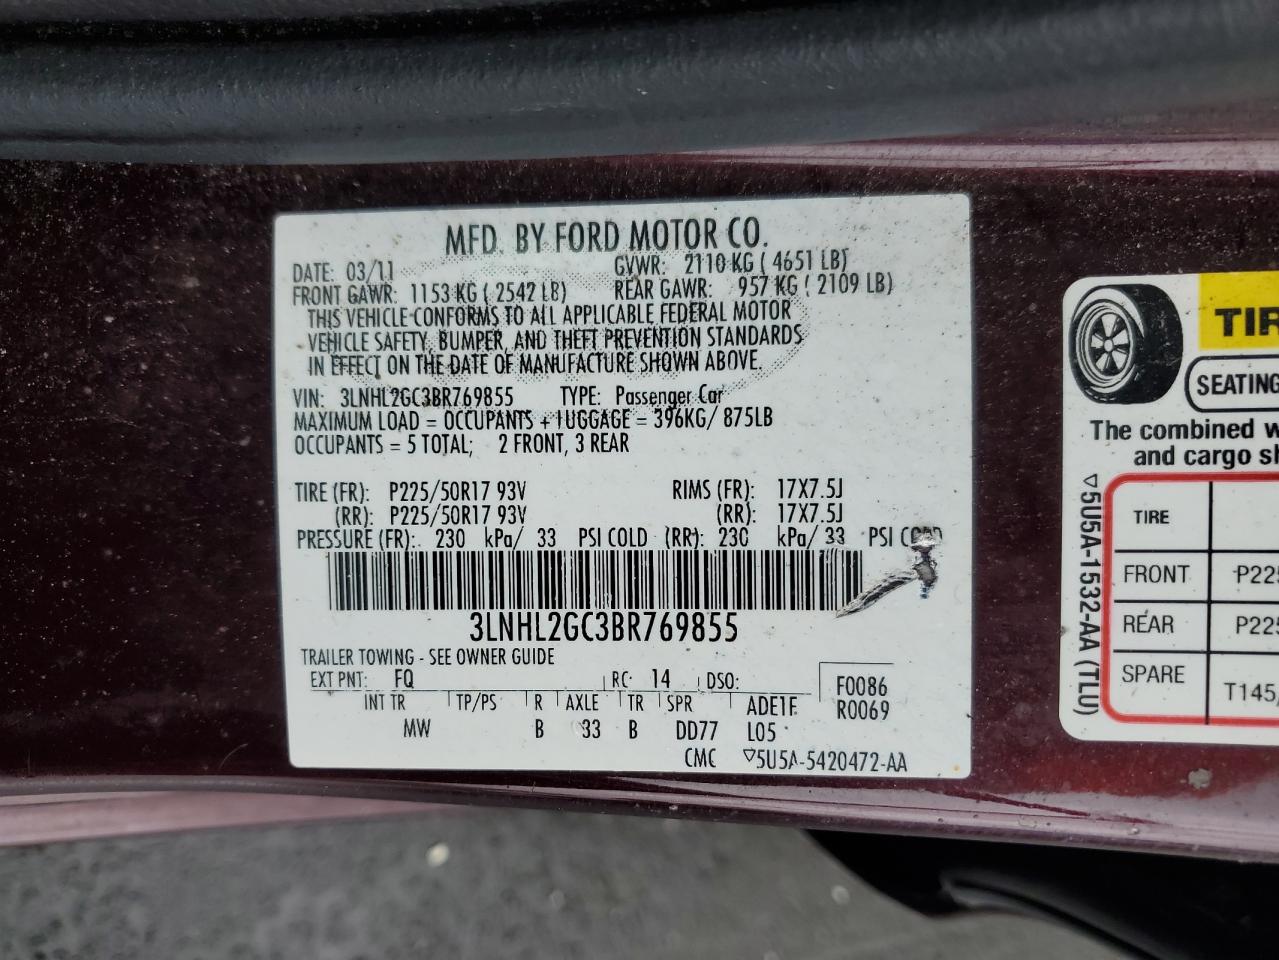 MFD. BY FORD MOTOR CO.
DATE: 03/11 GVWR: 2110 KG ( 4651 LB)
FRONT GAWR: 1153 KG ( 2542 LB) REAR GAWR: 957 KG ( 2109 LB)
THIS VEHICLE CONFORMS TO ALL APPLICABLE FEDERAL MOTOR
VEHICLE SAFETY, BUMPER, AND THEFT PREVENTION STANDARDS
IN EFFECT ON THE DATE OF MANUFACTURE SHOWN ABOVE.
VIN: 3LNHL2GC3BR769855 TYPE: Passenger Car
MAXIMUM LOAD = OCCUPANTS + LUGGAGE = 396KG/ 875LB
OCCUPANTS = 5 TOTAL; 2 FRONT, 3 REAR
TIRE (FR): P225/50R17 93V RIMS (FR): 17X7.5J
(RR): P225/50R17 93V (RR): 17X7.5J
PRESSURE (FR): 230 kPa/ 33 PSI COLD (RR): 230 kPa/ 33 PSI COLD
3LNHL2GC3BR769855
TRAILER TOWING - SEE OWNER GUIDE
EXT PNT: FQ RC: 14 DSO: F0086
INT TR TP/PS R AXLE TR SPR ADE1F R0069
MW B 33 B DD77 L05
CMC ▽5U5A-5420472-AA
TIR
SEATING
The combined w
and cargo sh
▽5U5A-1532-AA (TLU)
TIRE
FRONT P225
REAR P225
SPARE T145/